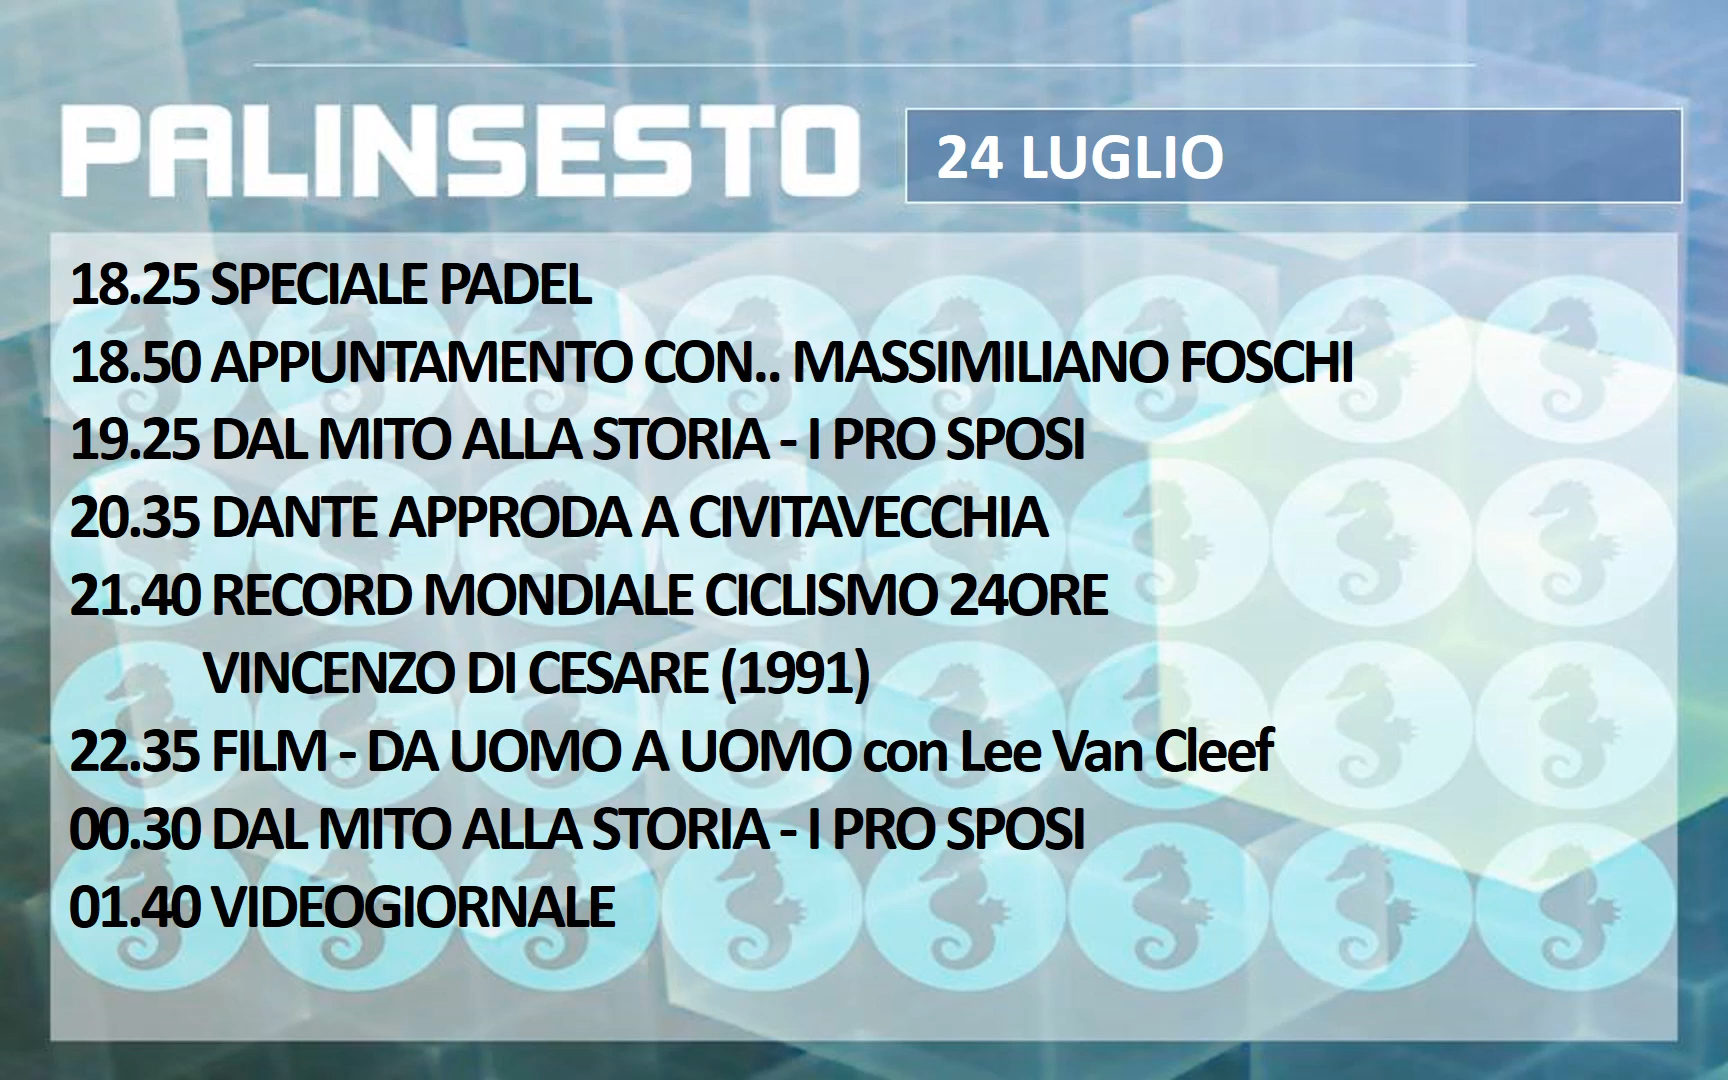 PALINSESTO
24 LUGLIO
18.25 SPECIALE PADEL
18.50 APPUNTAMENTO CON.. MASSIMILIANO FOSCHI
19.25 DAL MITO ALLA STORIA - I PRO SPOSI
20.35 DANTE APPRODA A CIVITAVECCHIA
21.40 RECORD MONDIALE CICLISMO 24ORE
VINCENZO DI CESARE (1991)
22.35 FILM - DA UOMO A UOMO con Lee Van Cleef
00.30 DAL MITO ALLA STORIA - I PRO SPOSI
01.40 VIDEOGIORNALE